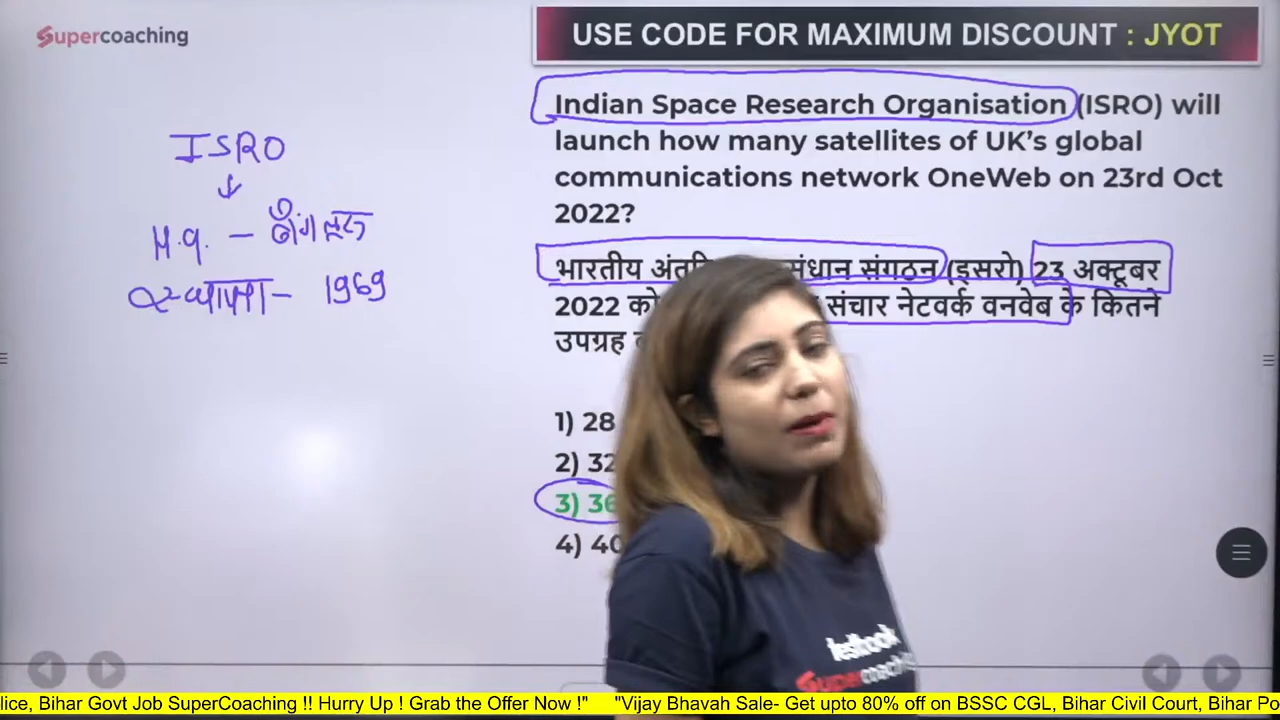 Supercoaching
USE CODE FOR MAXIMUM DISCOUNT : JYOT
Indian Space Research Organisation (ISRO) will
launch how many satellites of UK's global
communications network OneWeb on 23rd Oct
2022?
भारतीय संगठन (इसरो) 23 अक्टूबर
2022 को संचार नेटवर्क वनवेब के कितने
उपग्रह
1) 28
2) 32
3) 36
4) 40
ISRO
H.q. –
स्थापना – 1969
testbook
Supercoaching
lice, Bihar Govt Job SuperCoaching !! Hurry Up ! Grab the Offer Now !" "Vijay Bhavah Sale- Get upto 80% off on BSSC CGL, Bihar Civil Court, Bihar Po